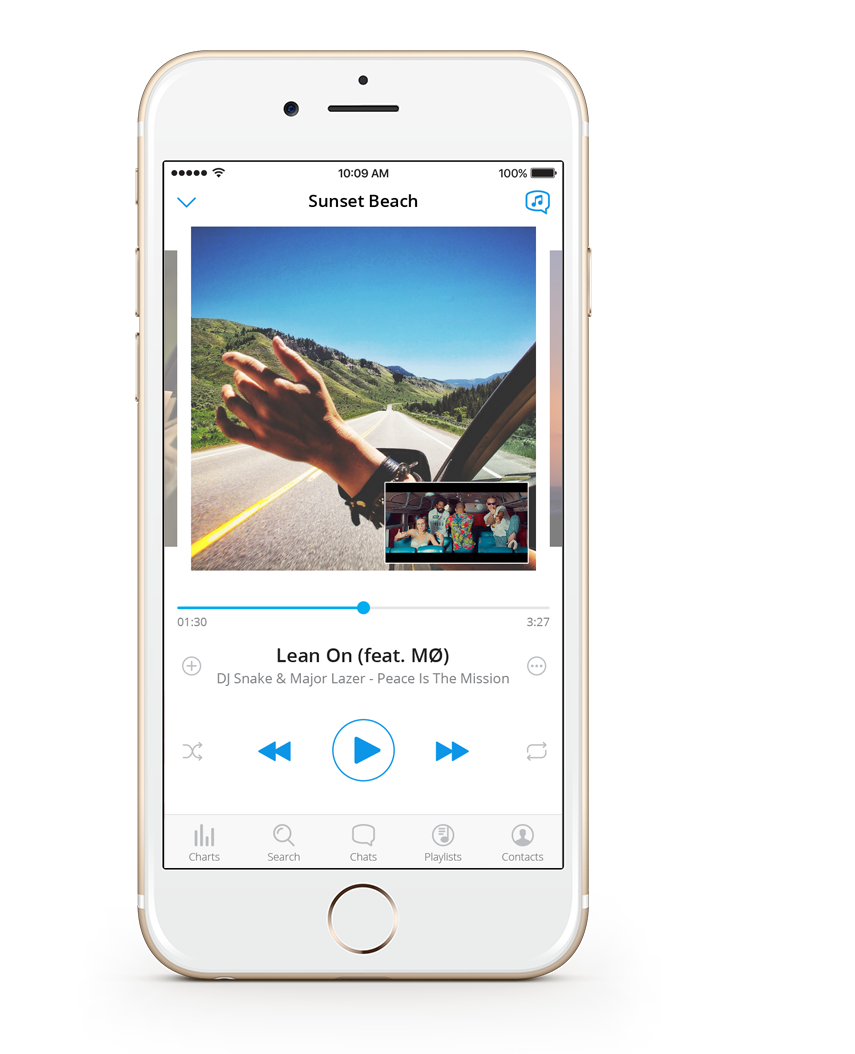 10:09 AM 100%
Sunset Beach
01:30 3:27
Lean On (feat. MØ)
DJ Snake & Major Lazer - Peace Is The Mission
Charts Search Chats Playlists Contacts